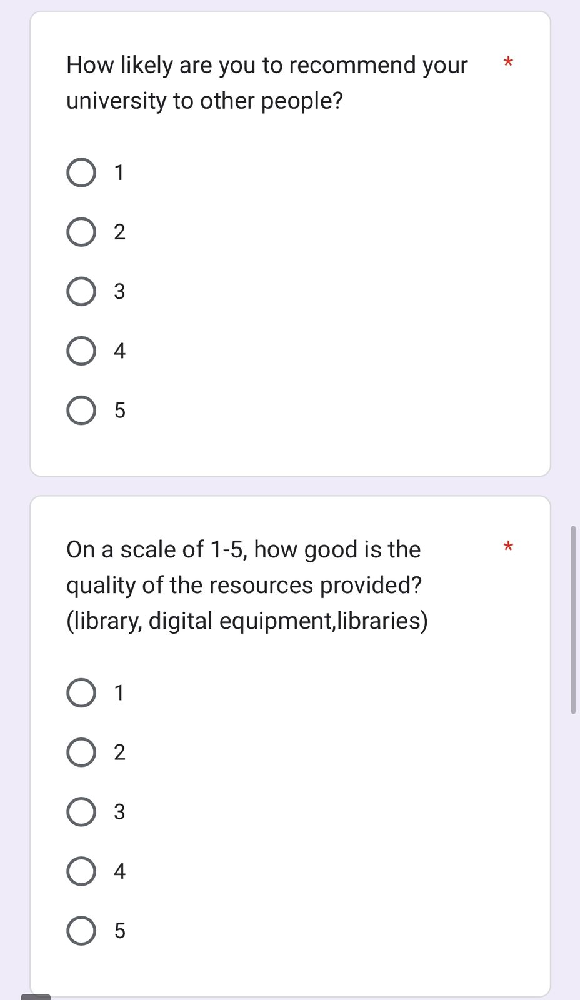 How likely are you to recommend your *
university to other people?
1
2
3
4
5
On a scale of 1-5, how good is the *
quality of the resources provided?
(library, digital equipment,libraries)
1
2
3
4
5